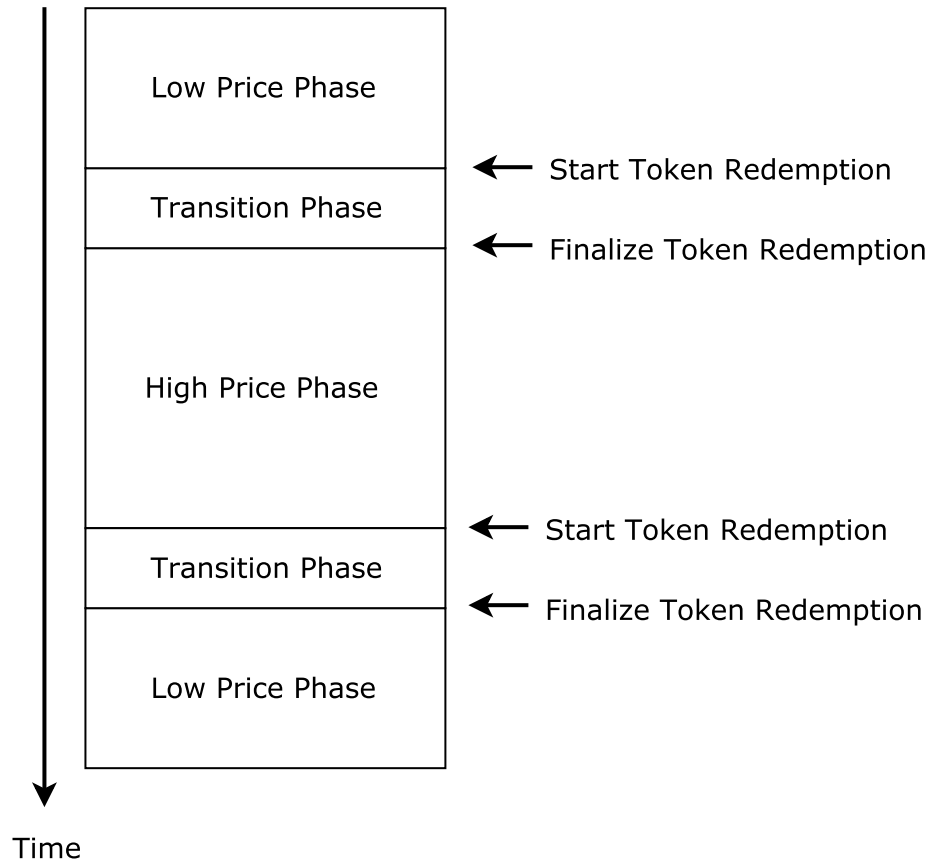 Low Price Phase
Start Token Redemption
Transition Phase
Finalize Token Redemption
High Price Phase
Start Token Redemption
Transition Phase
Finalize Token Redemption
Low Price Phase
Time